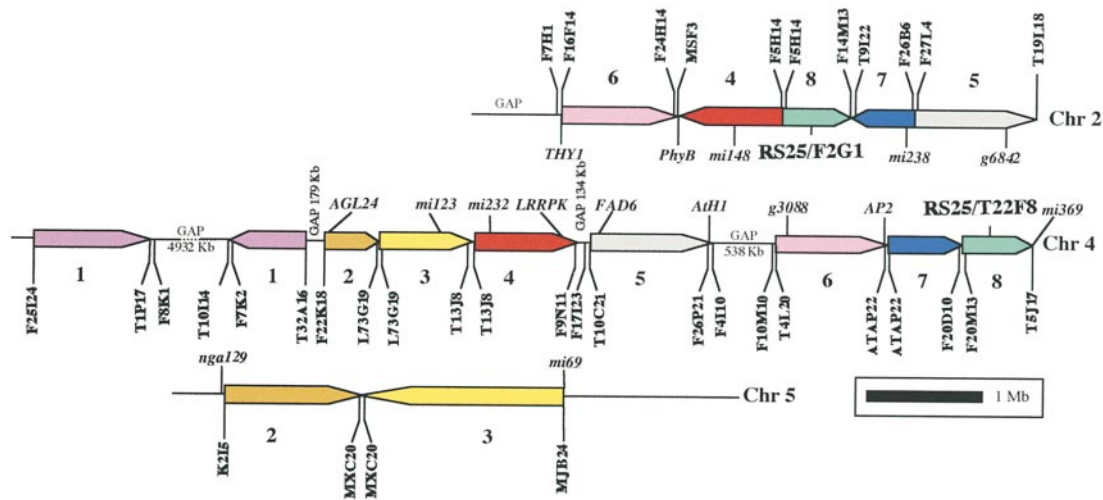 F7H1 F16F14 F24H14 MSF3 F5H14 F5H14 F14M13 T9I22 F26B6 F27L4 T19L18
6 4 8 7 5
GAP
Chr 2
THY1 PhyB mi148 RS25/F2G1 mi238 g6842
GAP 179 Kb GAP 134 Kb
AGL24 mi123 mi232 LRRPK FAD6 AtH1 g3088 AP2 RS25/T22F8 mi369
GAP GAP
4932 Kb 538 Kb
Chr 4
1 1 2 3 4 5 6 7 8
F25I24 T1P17 F8K1 T10I14 F7K2 T32A16 F22K18 L73G19 L73G19 T13J8 T13J8 F9N11 F17I23 T10C21 F26P21 F4I10 F10M10 T4L20 ATAP22 ATAP22 F20D10 F20M13 T5J17
nga129 mi69
Chr 5
1 Mb
2 3
K2I5 MXC20 MXC20 MJB24